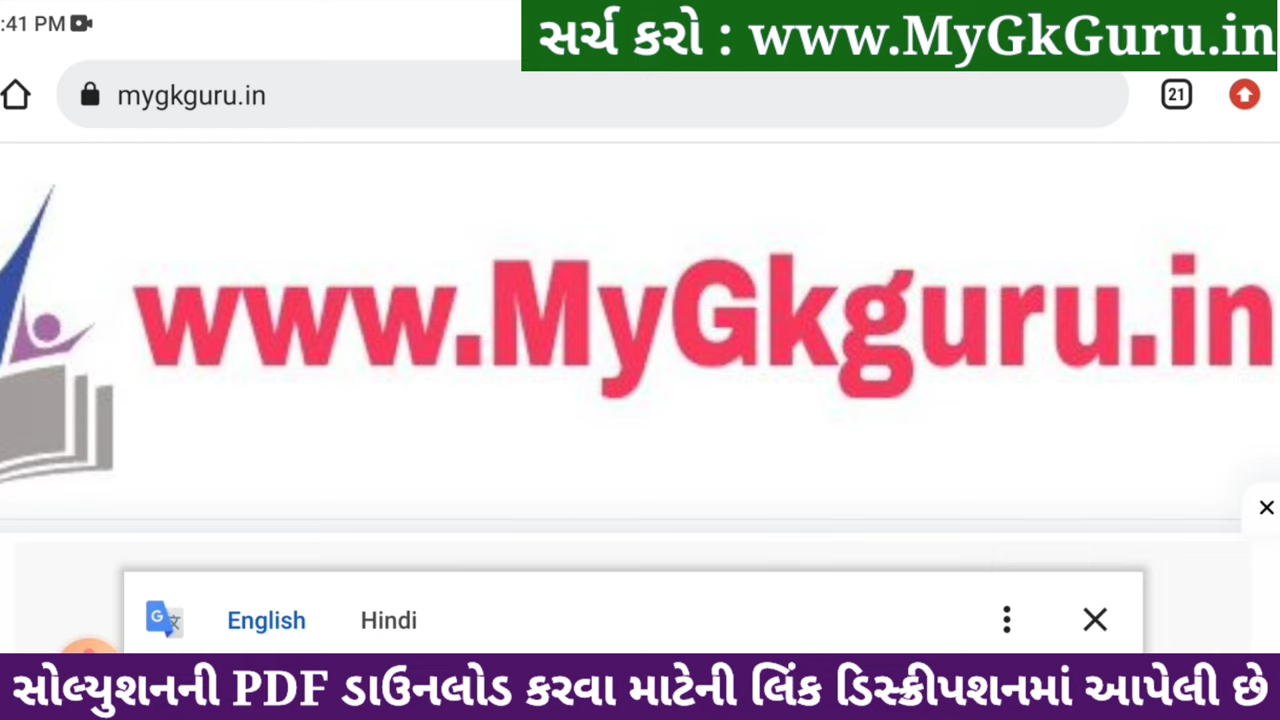 :41 PM
સર્ચ કરો : www.MyGkGuru.in
mygkguru.in
21
www.MyGkguru.in
English Hindi
સોલ્યુશનની PDF ડાઉનલોડ કરવા માટેની લિંક ડિસ્ક્રીપશનમાં આપેલી છે